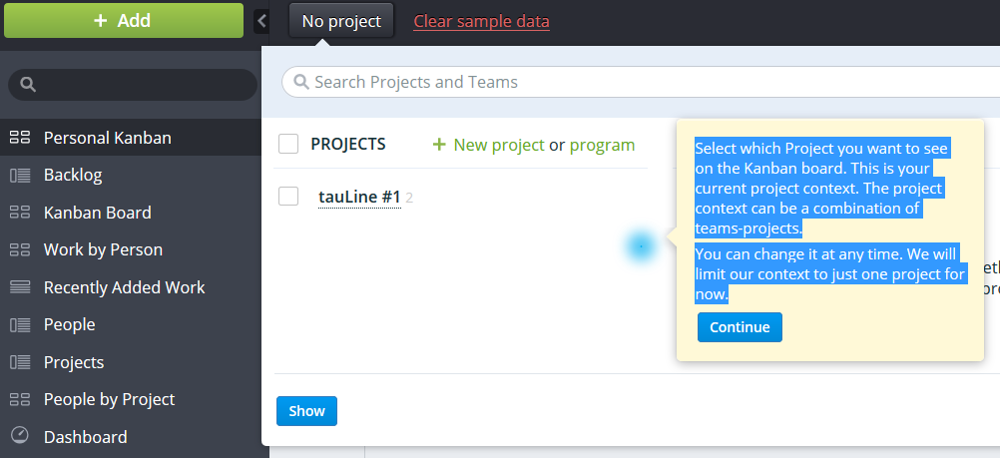 + Add
No project
Clear sample data
Search Projects and Teams
Personal Kanban
Backlog
Kanban Board
Work by Person
Recently Added Work
People
Projects
People by Project
Dashboard
PROJECTS
+ New project or program
tauLine #1 2
Select which Project you want to see
on the Kanban board. This is your
current project context. The project
context can be a combination of
teams-projects.
You can change it at any time. We will
limit our context to just one project for
now.
Continue
Show